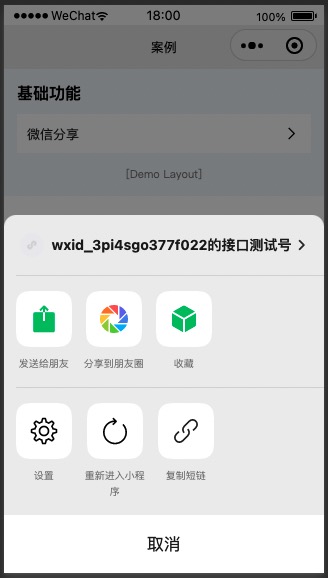 WeChat 18:00 100%
案例
基础功能
微信分享
[Demo Layout]
wxid_3pi4sgo377f022的接口测试号
发送给朋友 分享到朋友圈 收藏
设置 重新进入小程 复制短链
序
取消